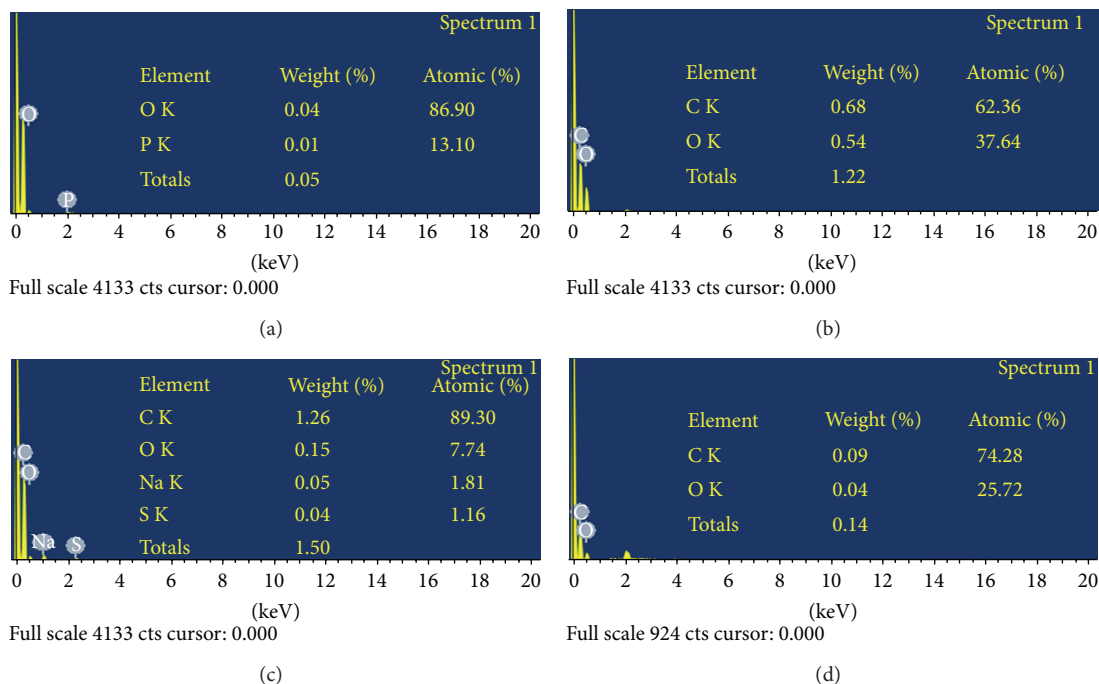 Spectrum 1
Element Weight (%) Atomic (%)
O K 0.04 86.90
P K 0.01 13.10
Totals 0.05
O
P
0 2 4 6 8 10 12 14 16 18 20
(keV)
Full scale 4133 cts cursor: 0.000
(a)
Spectrum 1
Element Weight (%) Atomic (%)
C K 0.68 62.36
O K 0.54 37.64
Totals 1.22
C
O
0 2 4 6 8 10 12 14 16 18 20
(keV)
Full scale 4133 cts cursor: 0.000
(b)
Spectrum 1
Element Weight (%) Atomic (%)
C K 1.26 89.30
O K 0.15 7.74
Na K 0.05 1.81
S K 0.04 1.16
Totals 1.50
C
O
Na S
0 2 4 6 8 10 12 14 16 18 20
(keV)
Full scale 4133 cts cursor: 0.000
(c)
Spectrum 1
Element Weight (%) Atomic (%)
C K 0.09 74.28
O K 0.04 25.72
Totals 0.14
C
O
0 2 4 6 8 10 12 14 16 18 20
(keV)
Full scale 924 cts cursor: 0.000
(d)